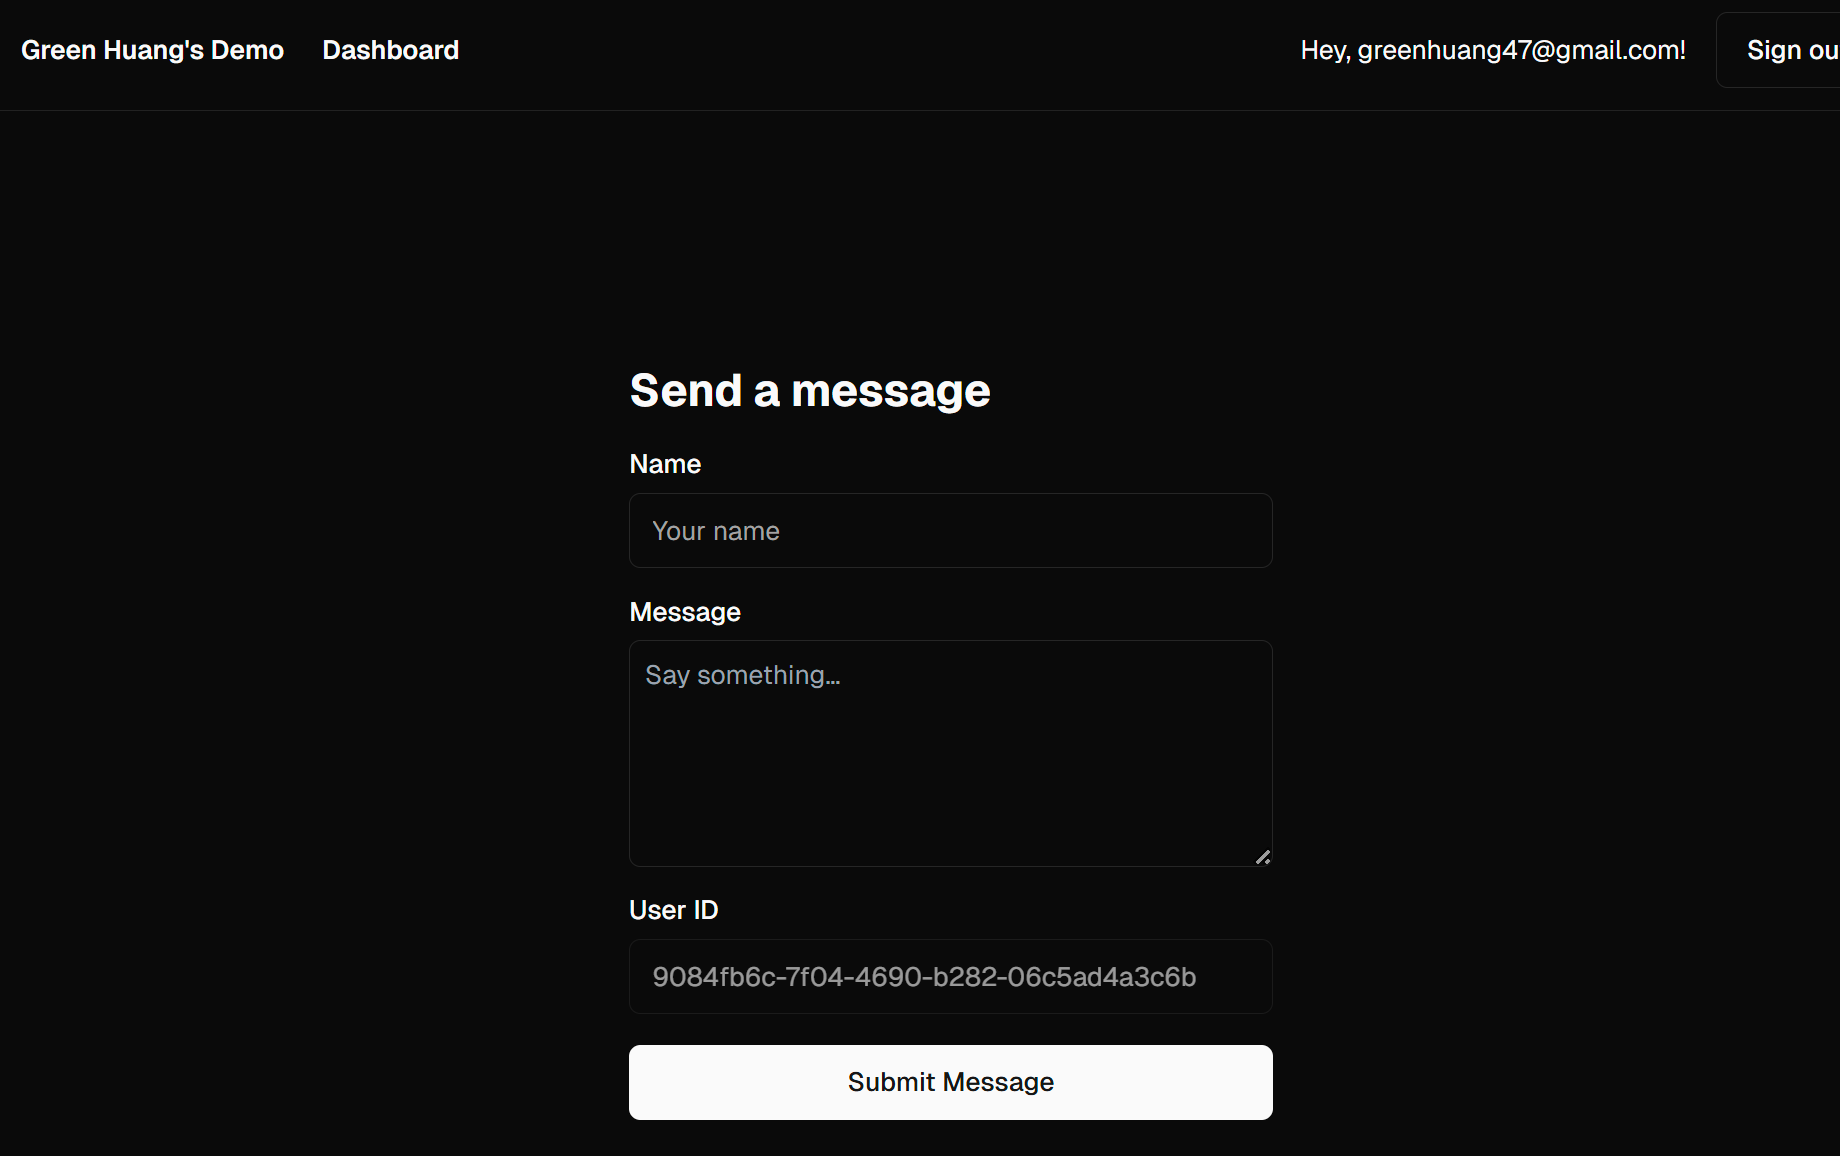 Green Huang's Demo Dashboard Hey, greenhuang47@gmail.com! Sign ou
Send a message
Name
Your name
Message
Say something...
User ID
9084fb6c-7f04-4690-b282-06c5ad4a3c6b
Submit Message